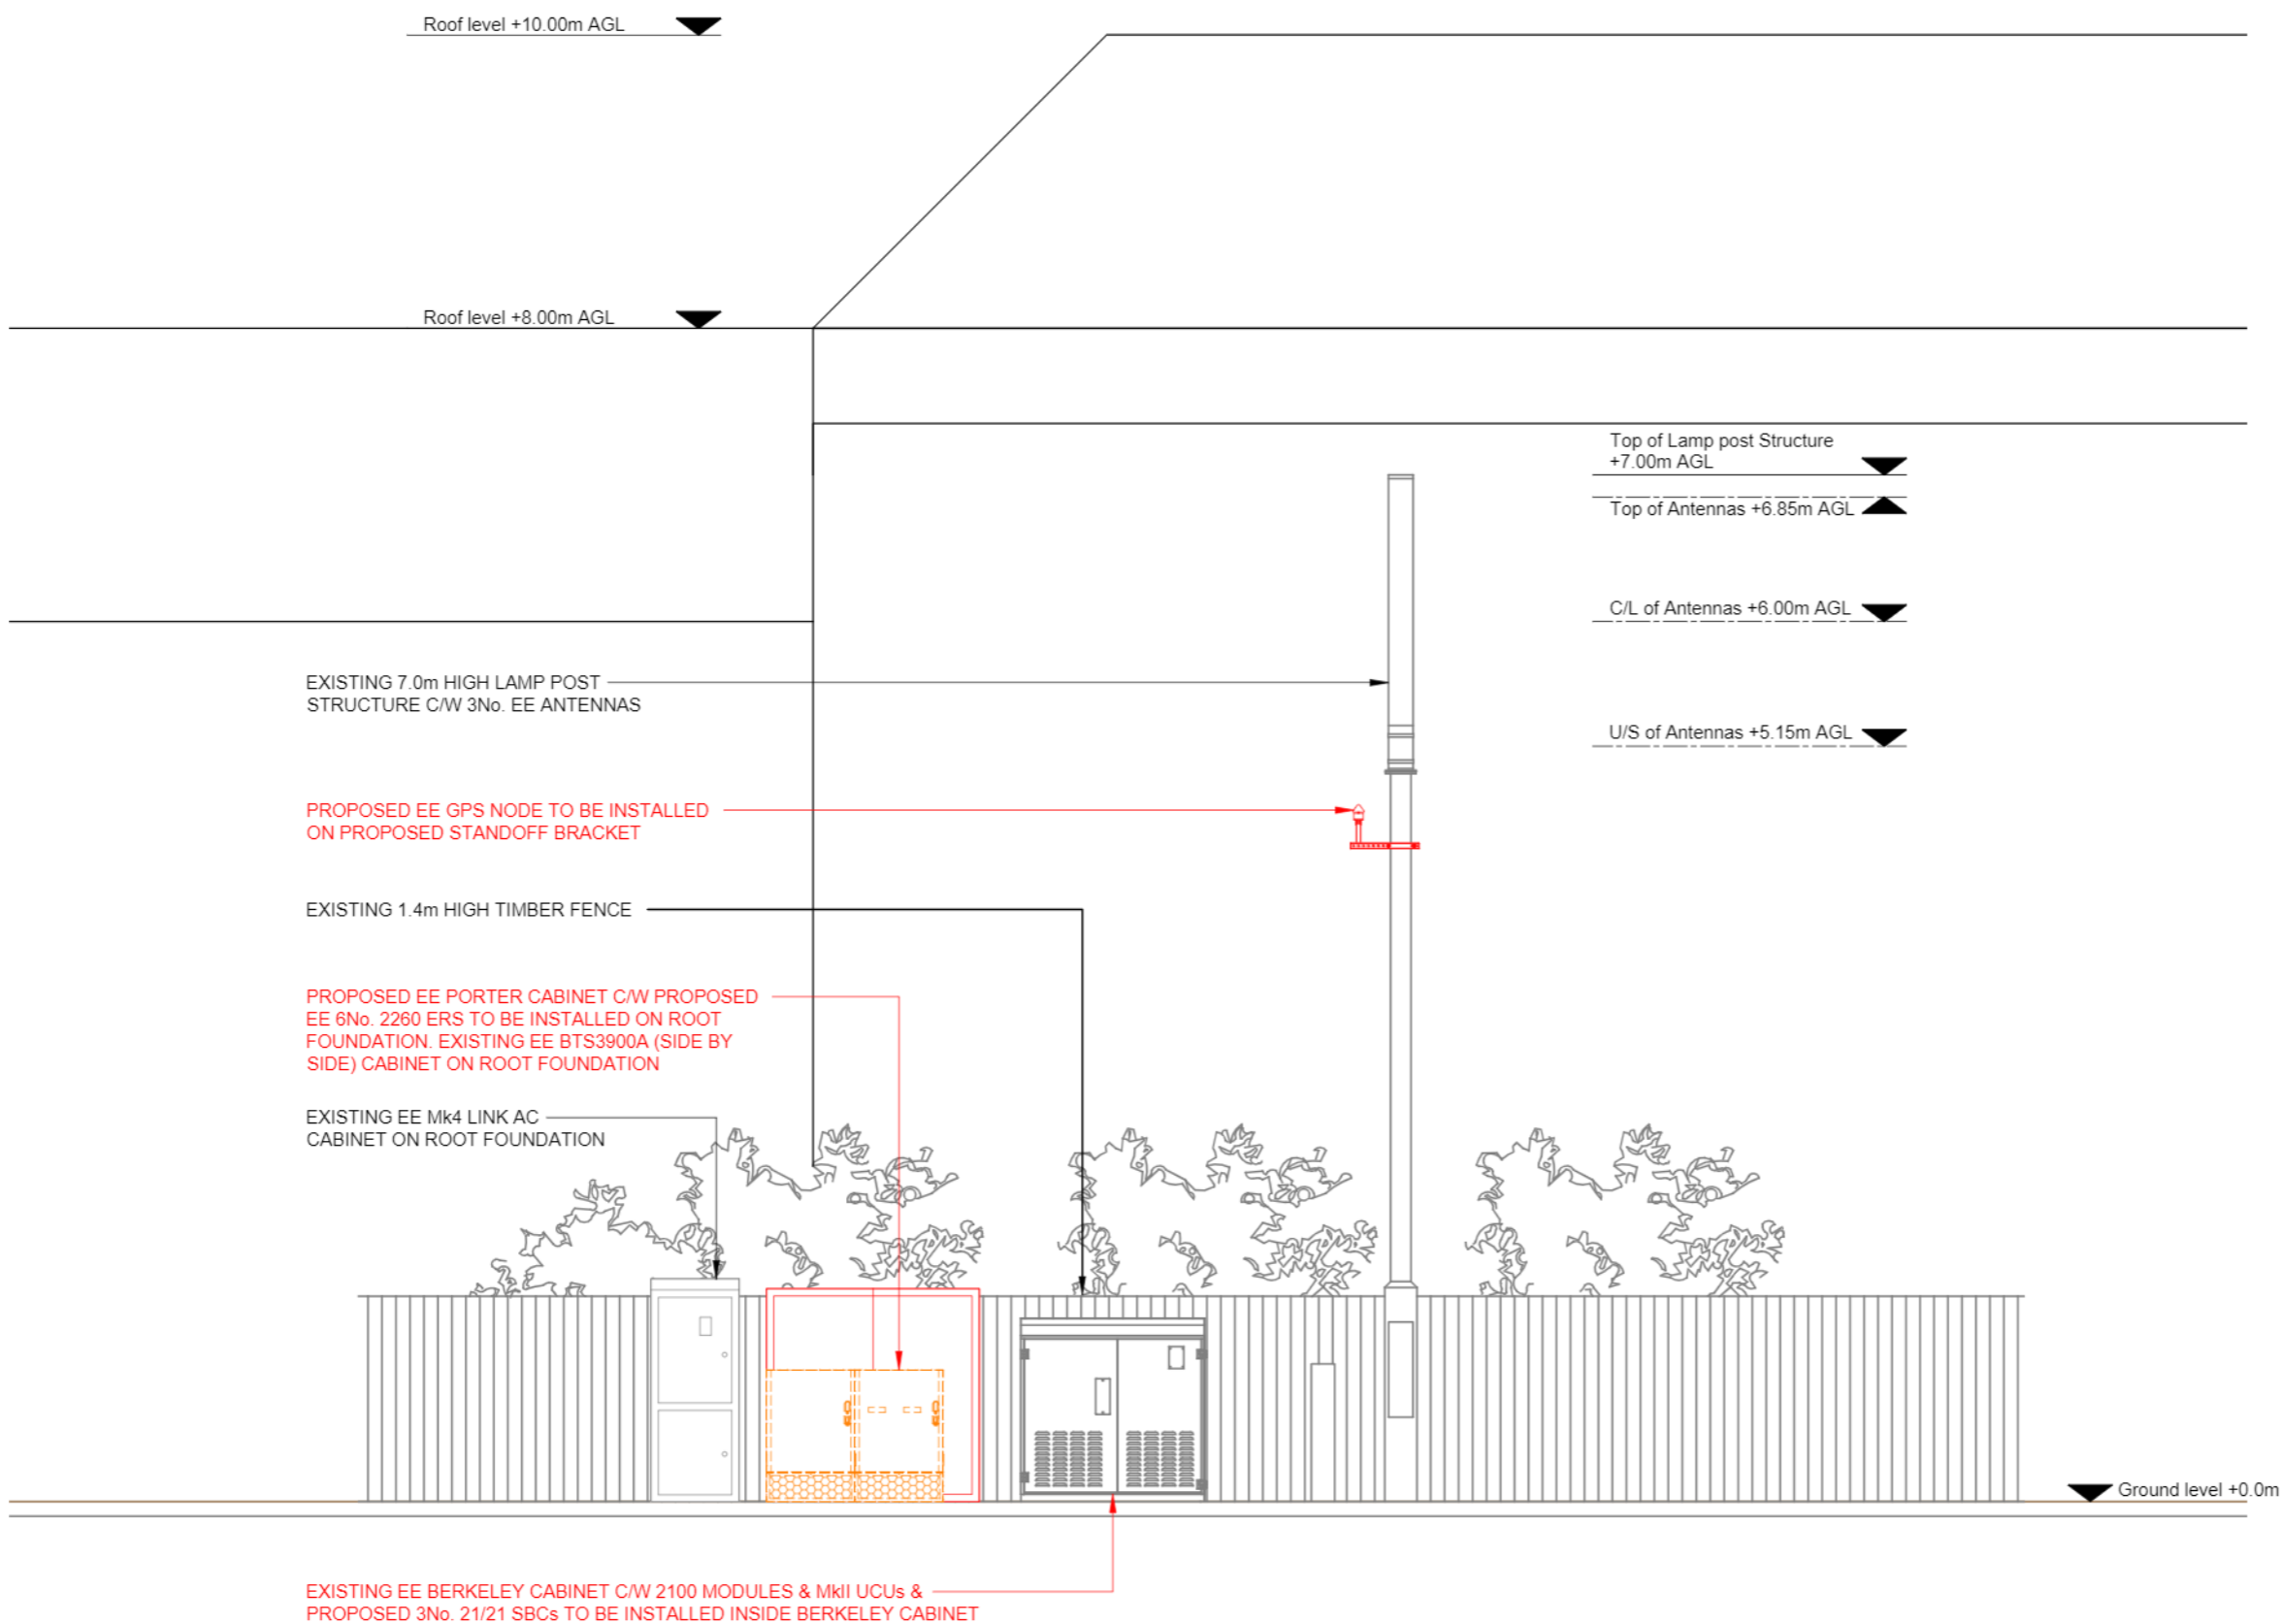 Roof level +10.00m AGL
Roof level +8.00m AGL
Top of Lamp post Structure
+7.00m AGL
Top of Antennas +6.85m AGL
C/L of Antennas +6.00m AGL
EXISTING 7.0m HIGH LAMP POST
STRUCTURE C/W 3No. EE ANTENNAS
U/S of Antennas +5.15m AGL
PROPOSED EE GPS NODE TO BE INSTALLED
ON PROPOSED STANDOFF BRACKET
EXISTING 1.4m HIGH TIMBER FENCE
PROPOSED EE PORTER CABINET C/W PROPOSED
EE 6No. 2260 ERS TO BE INSTALLED ON ROOT
FOUNDATION. EXISTING EE BTS3900A (SIDE BY
SIDE) CABINET ON ROOT FOUNDATION
EXISTING EE Mk4 LINK AC
CABINET ON ROOT FOUNDATION
Ground level +0.0m
EXISTING EE BERKELEY CABINET C/W 2100 MODULES & MkII UCUs &
PROPOSED 3No. 21/21 SBCs TO BE INSTALLED INSIDE BERKELEY CABINET